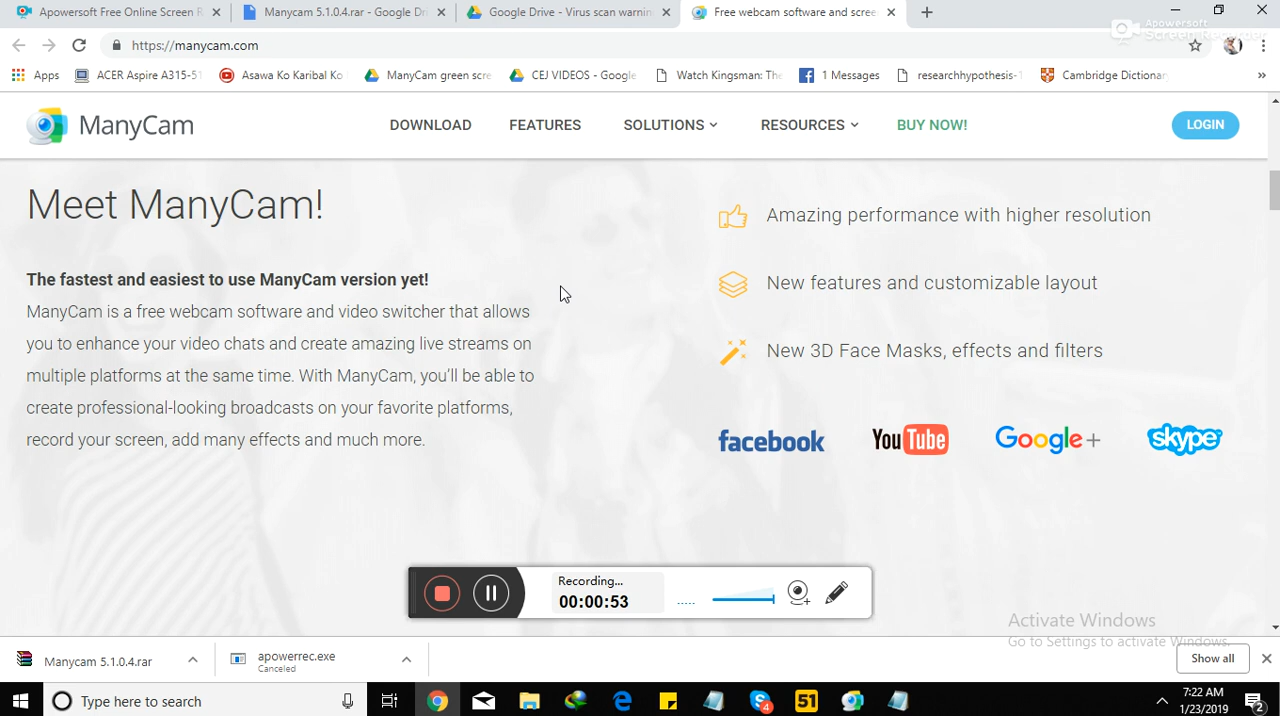 Apowersoft Free Online Screen R
Manycam 5.1.0.4.rar - Google Dri
Google Drive - Virus scan warnin
Free webcam software and scree
Apowersoft
Screen Recorder
https://manycam.com
Apps
ACER Aspire A315-51
Asawa Ko Karibal Ko
ManyCam green scre
CEJ VIDEOS - Google
Watch Kingsman: The
1 Messages
researchhypothesis-1
Cambridge Dictionar
»
ManyCam
DOWNLOAD
FEATURES
SOLUTIONS
RESOURCES
BUY NOW!
LOGIN
Meet ManyCam!
The fastest and easiest to use ManyCam version yet!
ManyCam is a free webcam software and video switcher that allows
you to enhance your video chats and create amazing live streams on
multiple platforms at the same time. With ManyCam, you'll be able to
create professional-looking broadcasts on your favorite platforms,
record your screen, add many effects and much more.
Amazing performance with higher resolution
New features and customizable layout
New 3D Face Masks, effects and filters
facebook
YouTube
Google+
skype
Recording...
00:00:53
Activate Windows
Go to Settings to activate Windows.
Manycam 5.1.0.4.rar
apowerrec.exe
Canceled
Show all
Type here to search
4
51
7:22 AM
1/23/2019
2